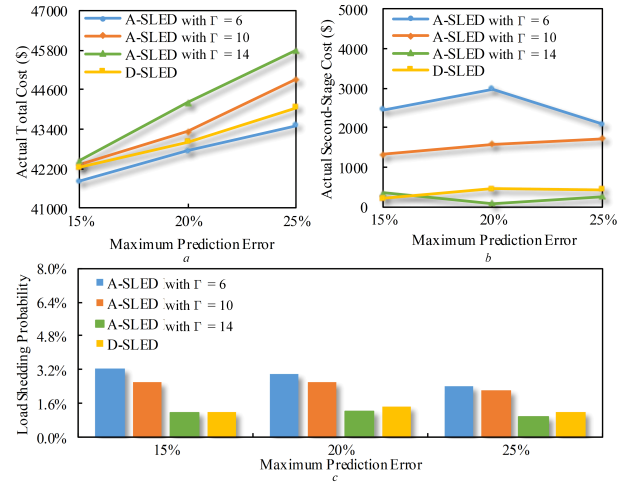 47000
45800
44600
43400
42200
41000
Actual Total Cost ($)
A-SLED with Γ = 6
A-SLED with Γ = 10
A-SLED with Γ = 14
D-SLED
15%
20%
25%
Maximum Prediction Error
a
5000
4000
3000
2000
1000
0
Actual Second-Stage Cost ($)
A-SLED with Γ = 6
A-SLED with Γ = 10
A-SLED with Γ = 14
D-SLED
15%
20%
25%
Maximum Prediction Error
b
8.0%
6.4%
4.8%
3.2%
1.6%
0.0%
Load Shedding Probability
A-SLED with Γ = 6
A-SLED with Γ = 10
A-SLED with Γ = 14
D-SLED
15%
20%
25%
Maximum Prediction Error
c